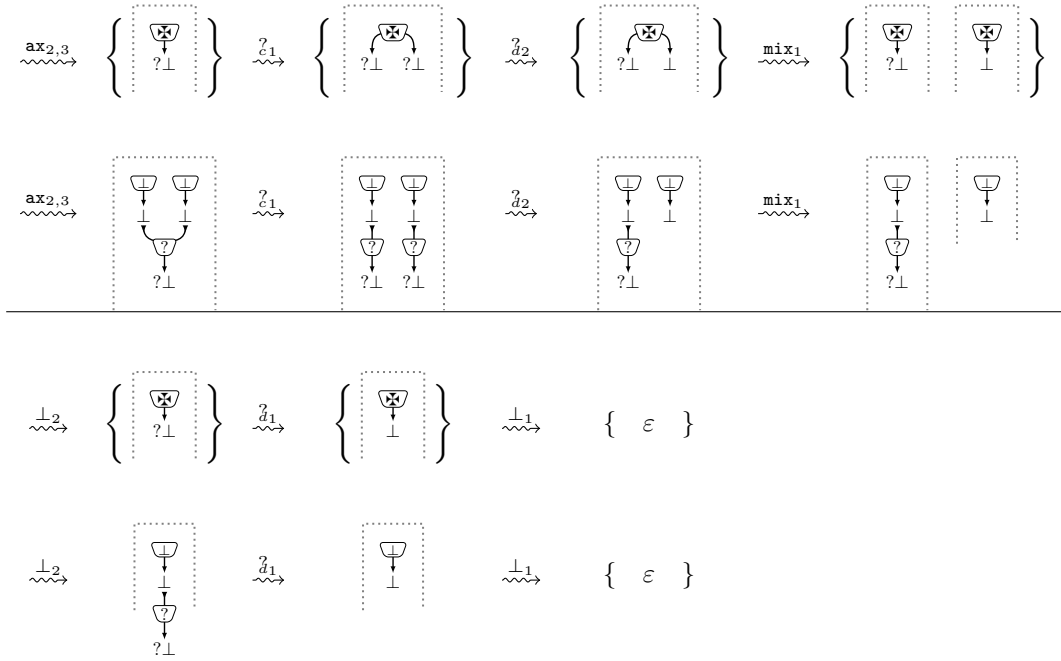 ✠ ✠ ✠ ✠ ✠
ax₂,₃ { ?⊥ } ?c1 { ?⊥ ?⊥ } ?d2 { ?⊥ ⊥ } mix₁ { ?⊥ ⊥ }
⊥ ⊥ ⊥ ⊥ ⊥ ⊥ ⊥ ⊥
ax₂,₃ ⊥ ⊥ ?c1 ⊥ ⊥ ?d2 ⊥ ⊥ mix₁ ⊥ ⊥
? ? ? ? ?
?⊥ ?⊥ ?⊥ ?⊥ ?⊥
✠ ✠
⊥₂ { ?⊥ } ?d1 { ⊥ } ⊥₁ { ε }
⊥ ⊥
⊥₂ ⊥ ?d1 ⊥ ⊥₁ { ε }
?
?⊥